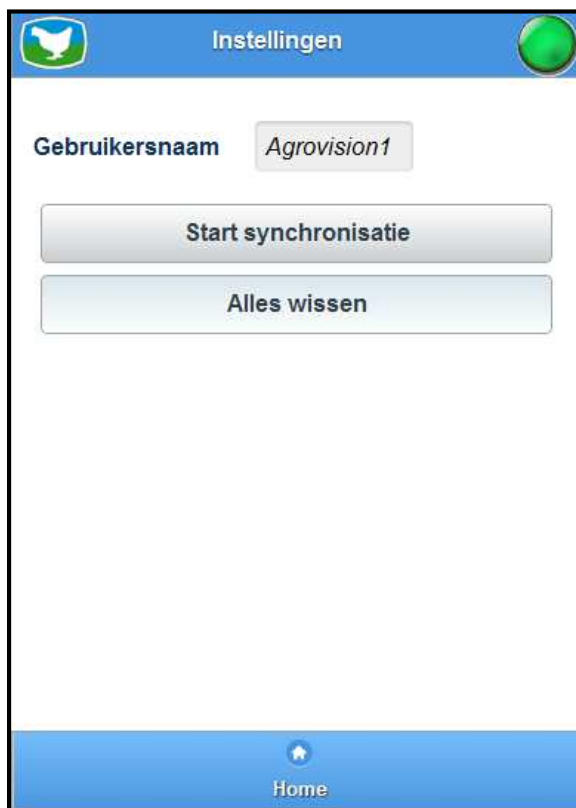 Instellingen
Gebruikersnaam Agrovision1
Start synchronisatie
Alles wissen
Home